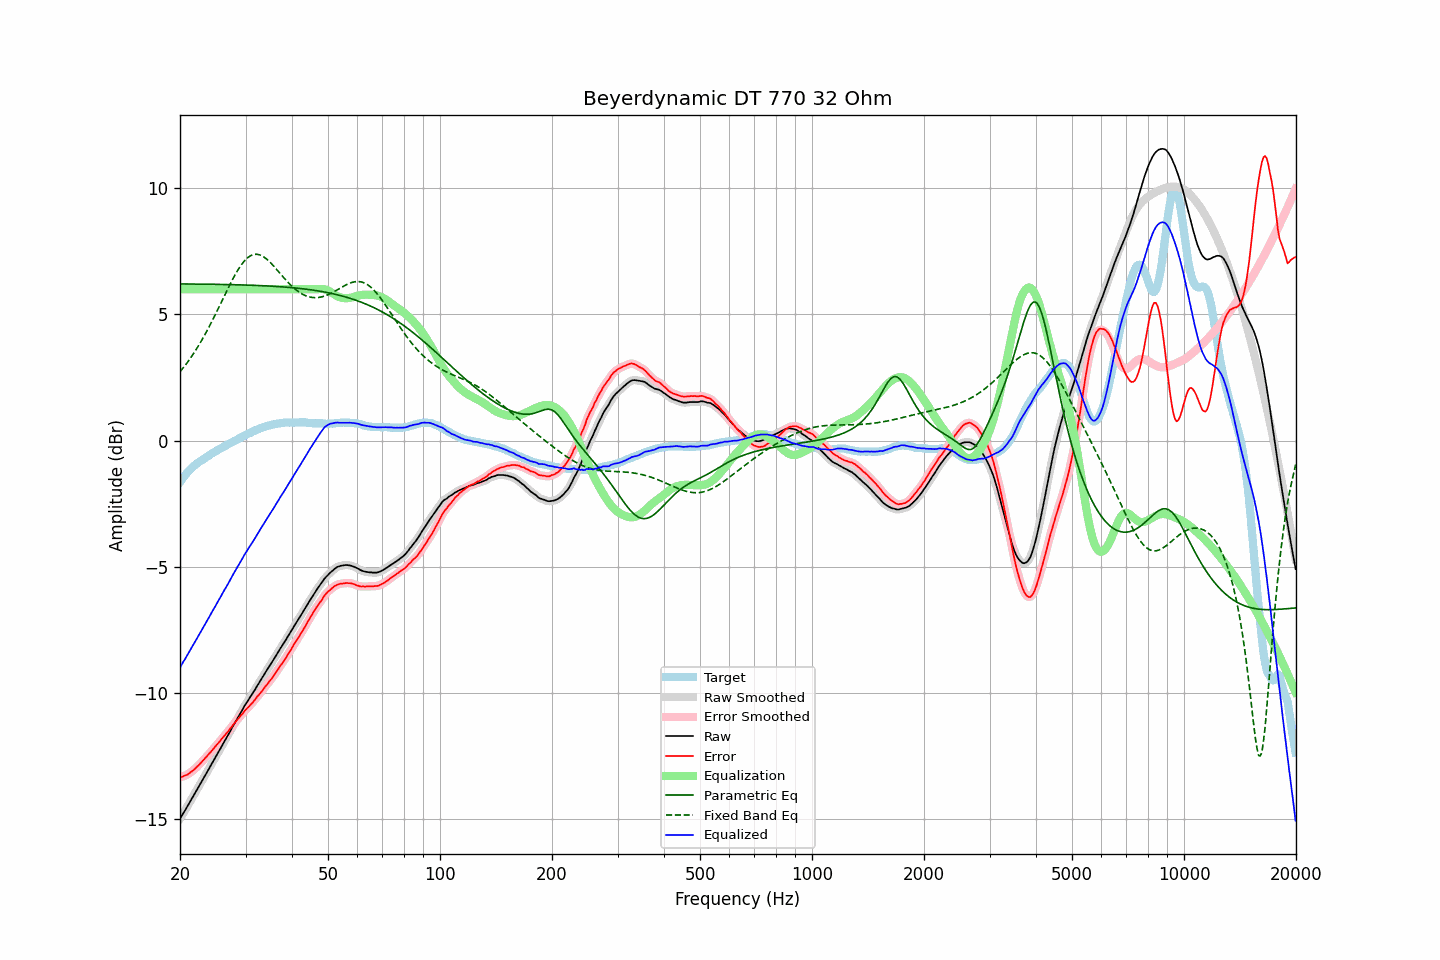 Beyerdynamic DT 770 32 Ohm
Amplitude (dBr)
10
5
0
−5
−10
−15
Target
Raw Smoothed
Error Smoothed
Raw
Error
Equalization
Parametric Eq
Fixed Band Eq
Equalized
20 50 100 200 500 1000 2000 5000 10000 20000
Frequency (Hz)